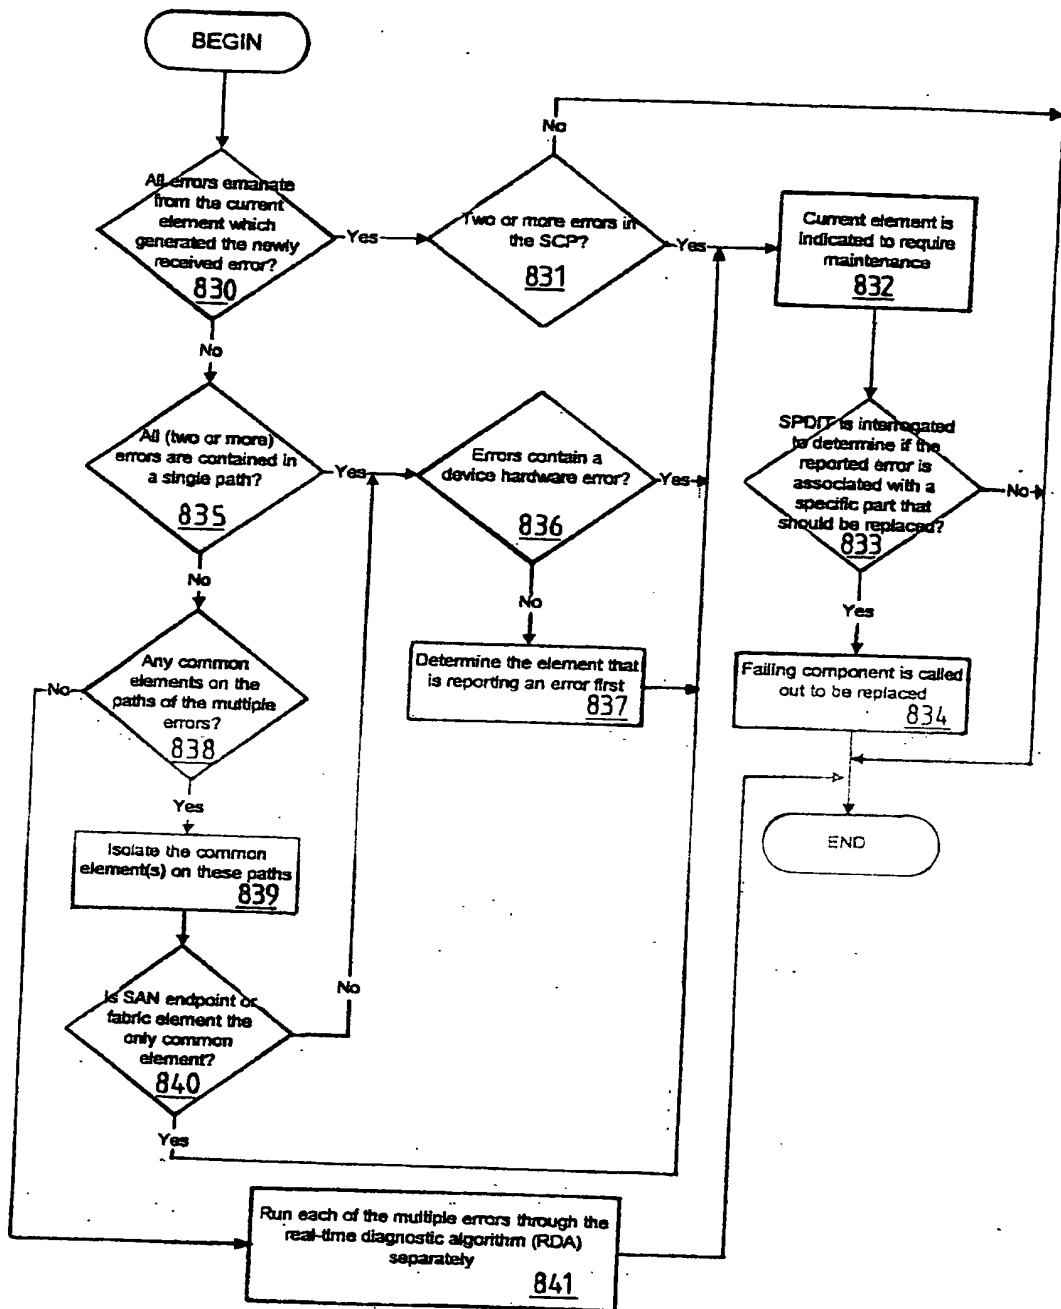 BEGIN
All errors emanate
from the current
element which
generated the newly
received error?
830
Yes
No
Two or more errors in
the SCP?
831
No
Yes
Current element is
indicated to require
maintenance
832
SPDIT is interrogated
to determine if the
reported error is
associated with a
specific part that
should be replaced?
833
No
Yes
Failing component is called
out to be replaced
834
END
All (two or more)
errors are contained in
a single path?
835
Yes
No
Errors contain a
device hardware error?
836
Yes
No
Determine the element that
is reporting an error first
837
Any common
elements on the
paths of the multiple
errors?
838
No
Yes
Isolate the common
element(s) on these paths
839
Is SAN endpoint or
fabric element the
only common
element?
840
No
Yes
Run each of the multiple errors through the
real-time diagnostic algorithm (RDA)
separately
841